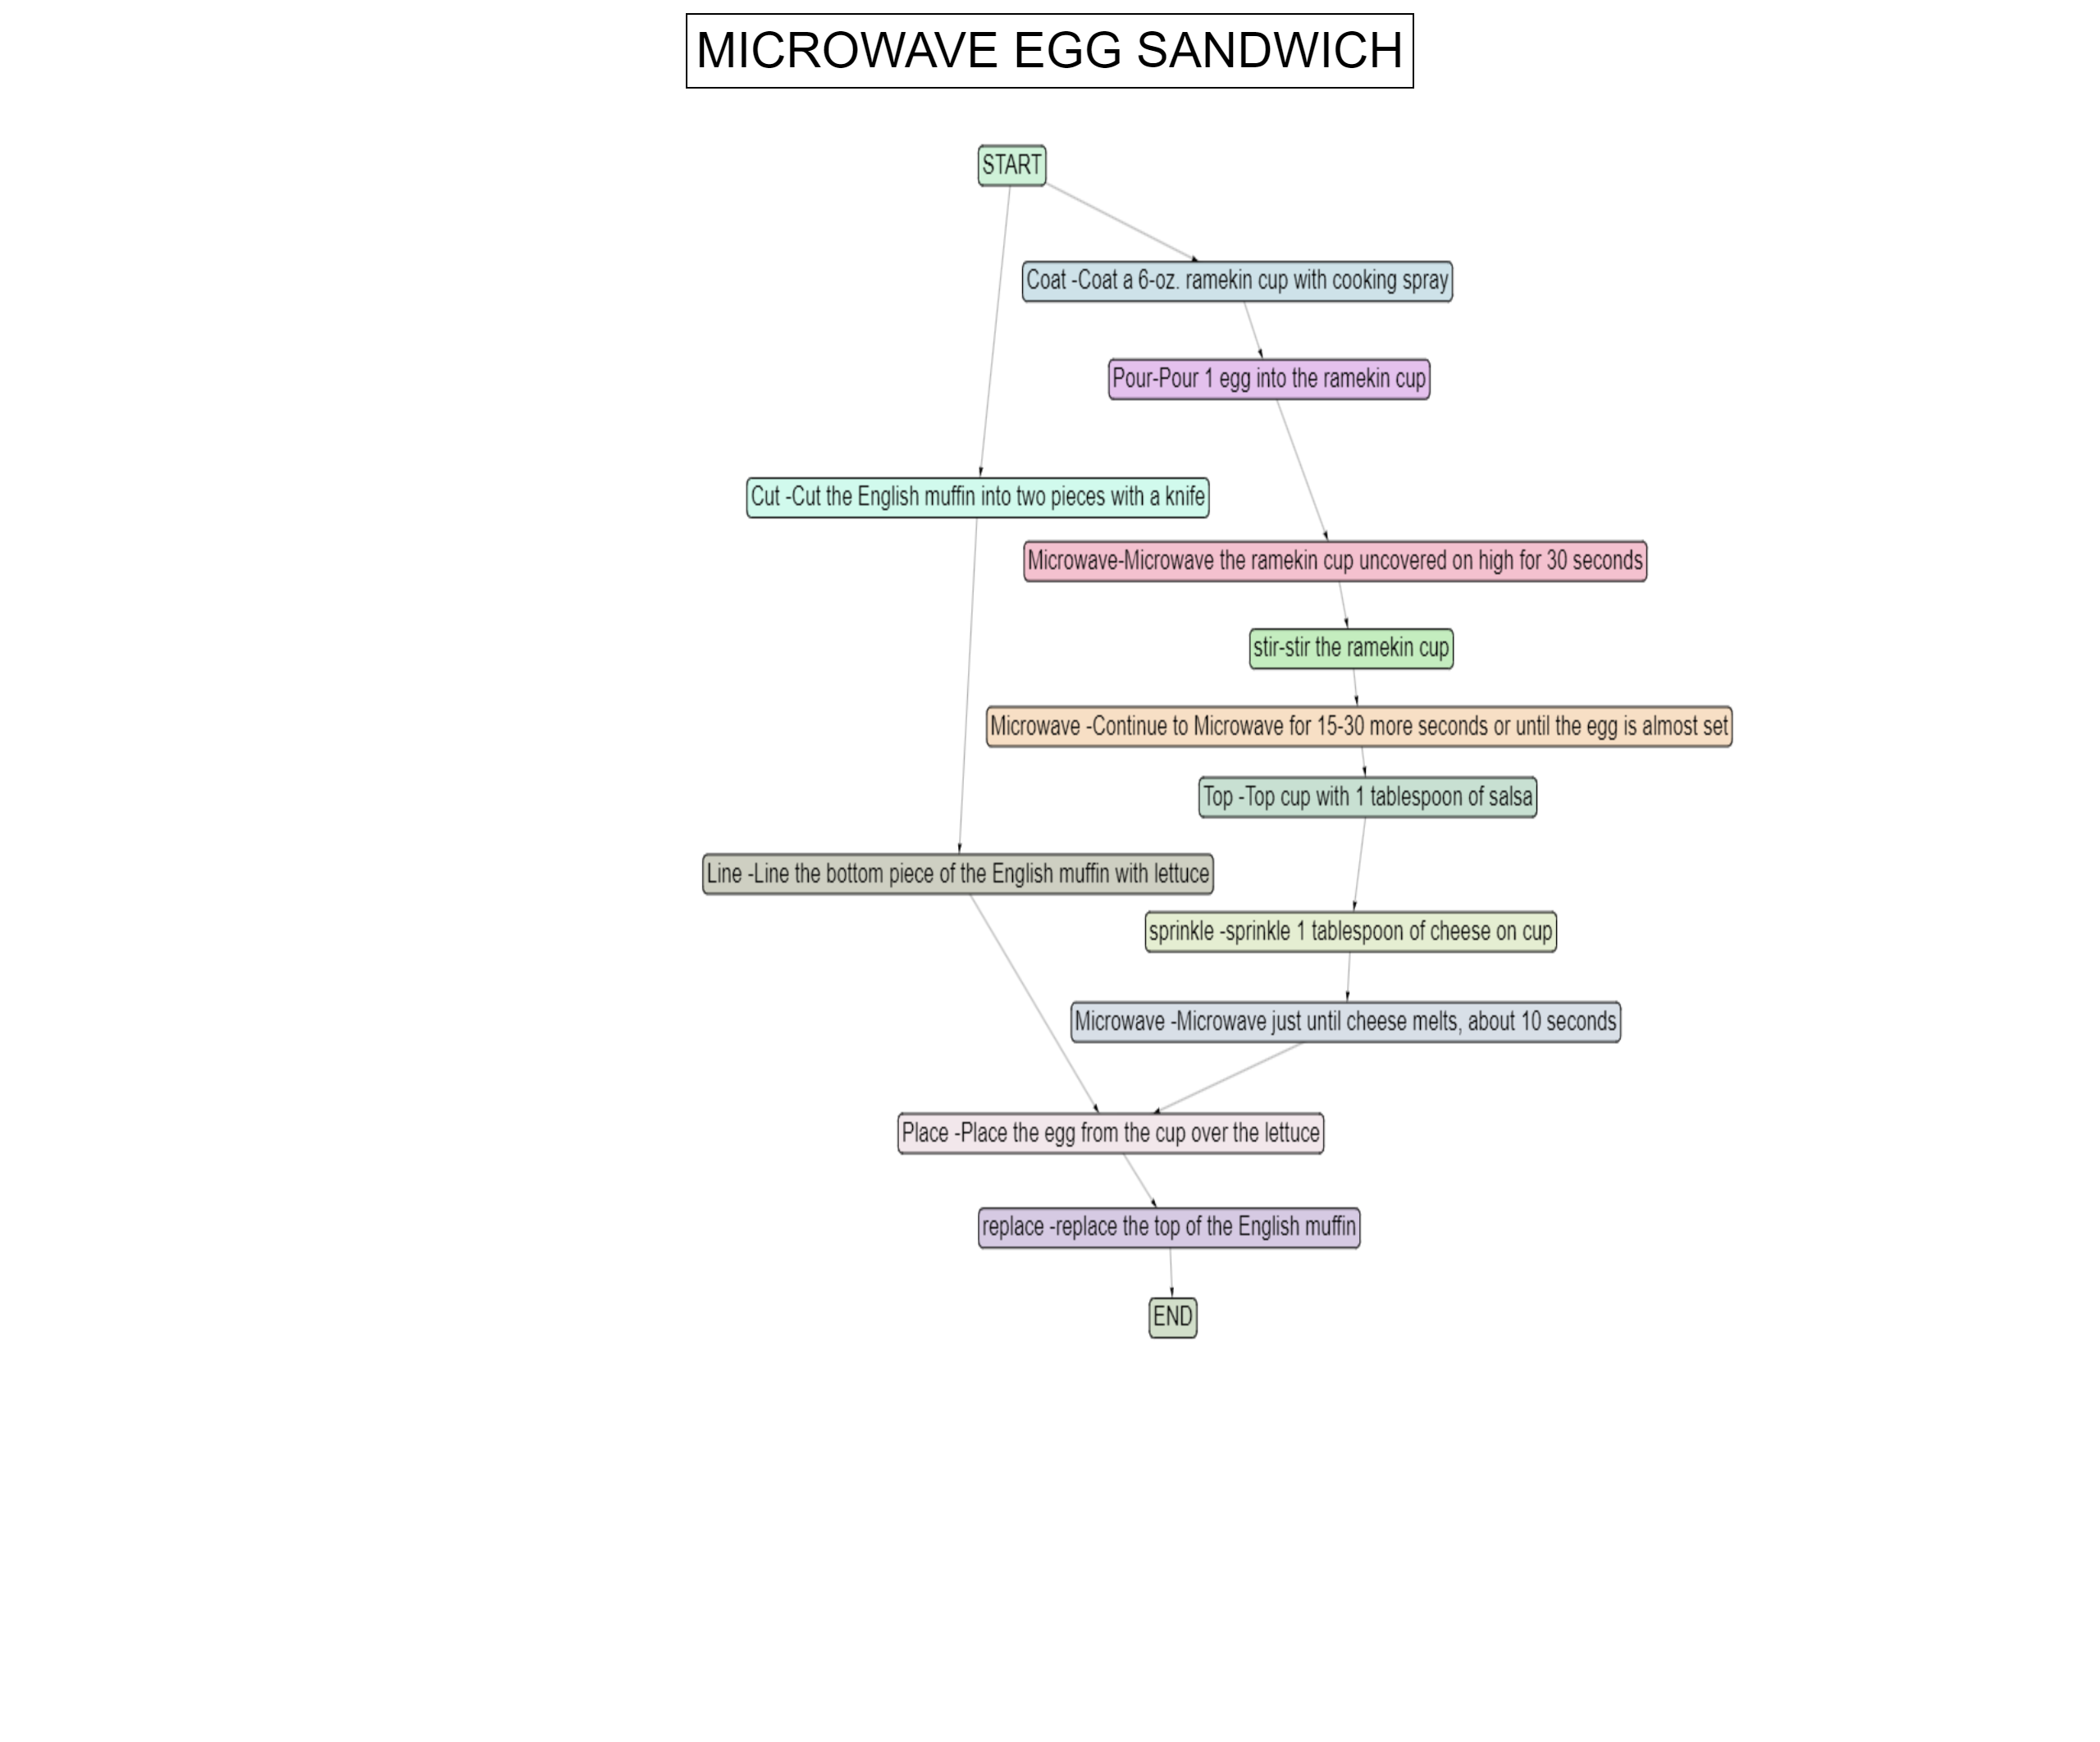 MICROWAVE EGG SANDWICH
START
Coat -Coat a 6-oz. ramekin cup with cooking spray
Pour-Pour 1 egg into the ramekin cup
Cut -Cut the English muffin into two pieces with a knife
Microwave-Microwave the ramekin cup uncovered on high for 30 seconds
stir-stir the ramekin cup
Microwave -Continue to Microwave for 15-30 more seconds or until the egg is almost set
Top -Top cup with 1 tablespoon of salsa
Line -Line the bottom piece of the English muffin with lettuce
sprinkle -sprinkle 1 tablespoon of cheese on cup
Microwave -Microwave just until cheese melts, about 10 seconds
Place -Place the egg from the cup over the lettuce
replace -replace the top of the English muffin
END